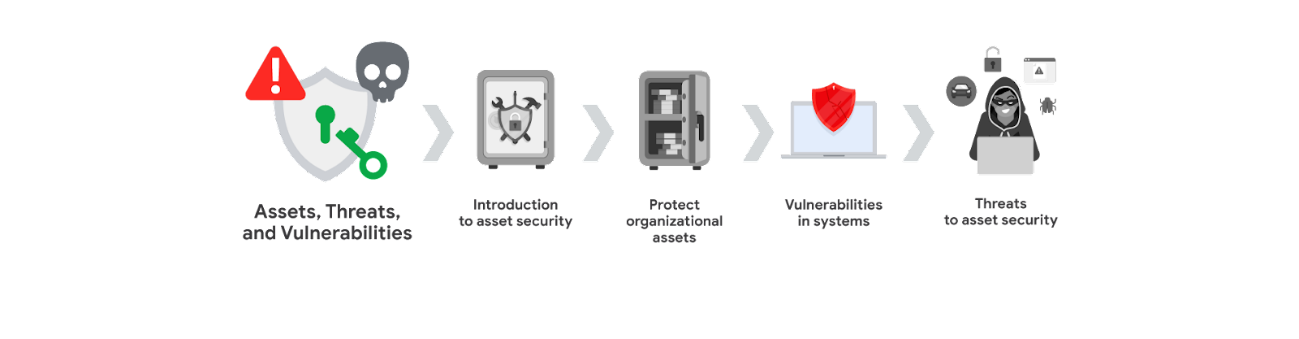 Assets, Threats,
and Vulnerabilities
Introduction
to asset security
Protect
organizational
assets
Vulnerabilities
in systems
Threats
to asset security